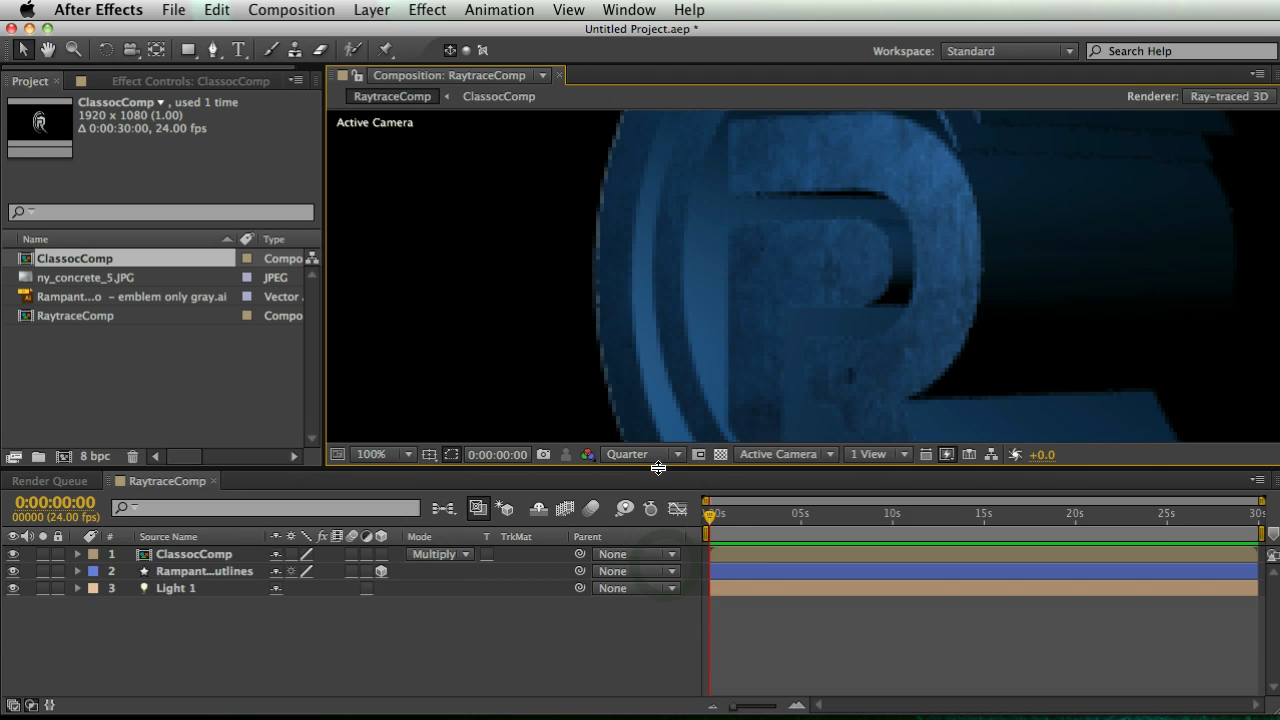 After Effects File Edit Composition Layer Effect Animation View Window Help
Untitled Project.aep *
Workspace: Standard Search Help
Project Effect Controls: ClassocComp Composition: RaytraceComp
ClassocComp, used 1 time
1920 x 1080 (1.00)
Δ 0:00:30:00, 24.00 fps
RaytraceComp ClassocComp Renderer: Ray-traced 3D
Active Camera
Name Type
ClassocComp Compo
ny_concrete_5.JPG JPEG
Rampant...o – emblem only gray.ai Vector
RaytraceComp Compo
8 bpc
100% 0:00:00:00 Quarter Active Camera 1 View +0.0
Render Queue RaytraceComp
0:00:00:00
00000 (24.00 fps)
00s 05s 10s 15s 20s 25s 30s
# Source Name fx Mode T TrkMat Parent
1 ClassocComp Multiply None
2 Rampant...utlines None
3 Light 1 None